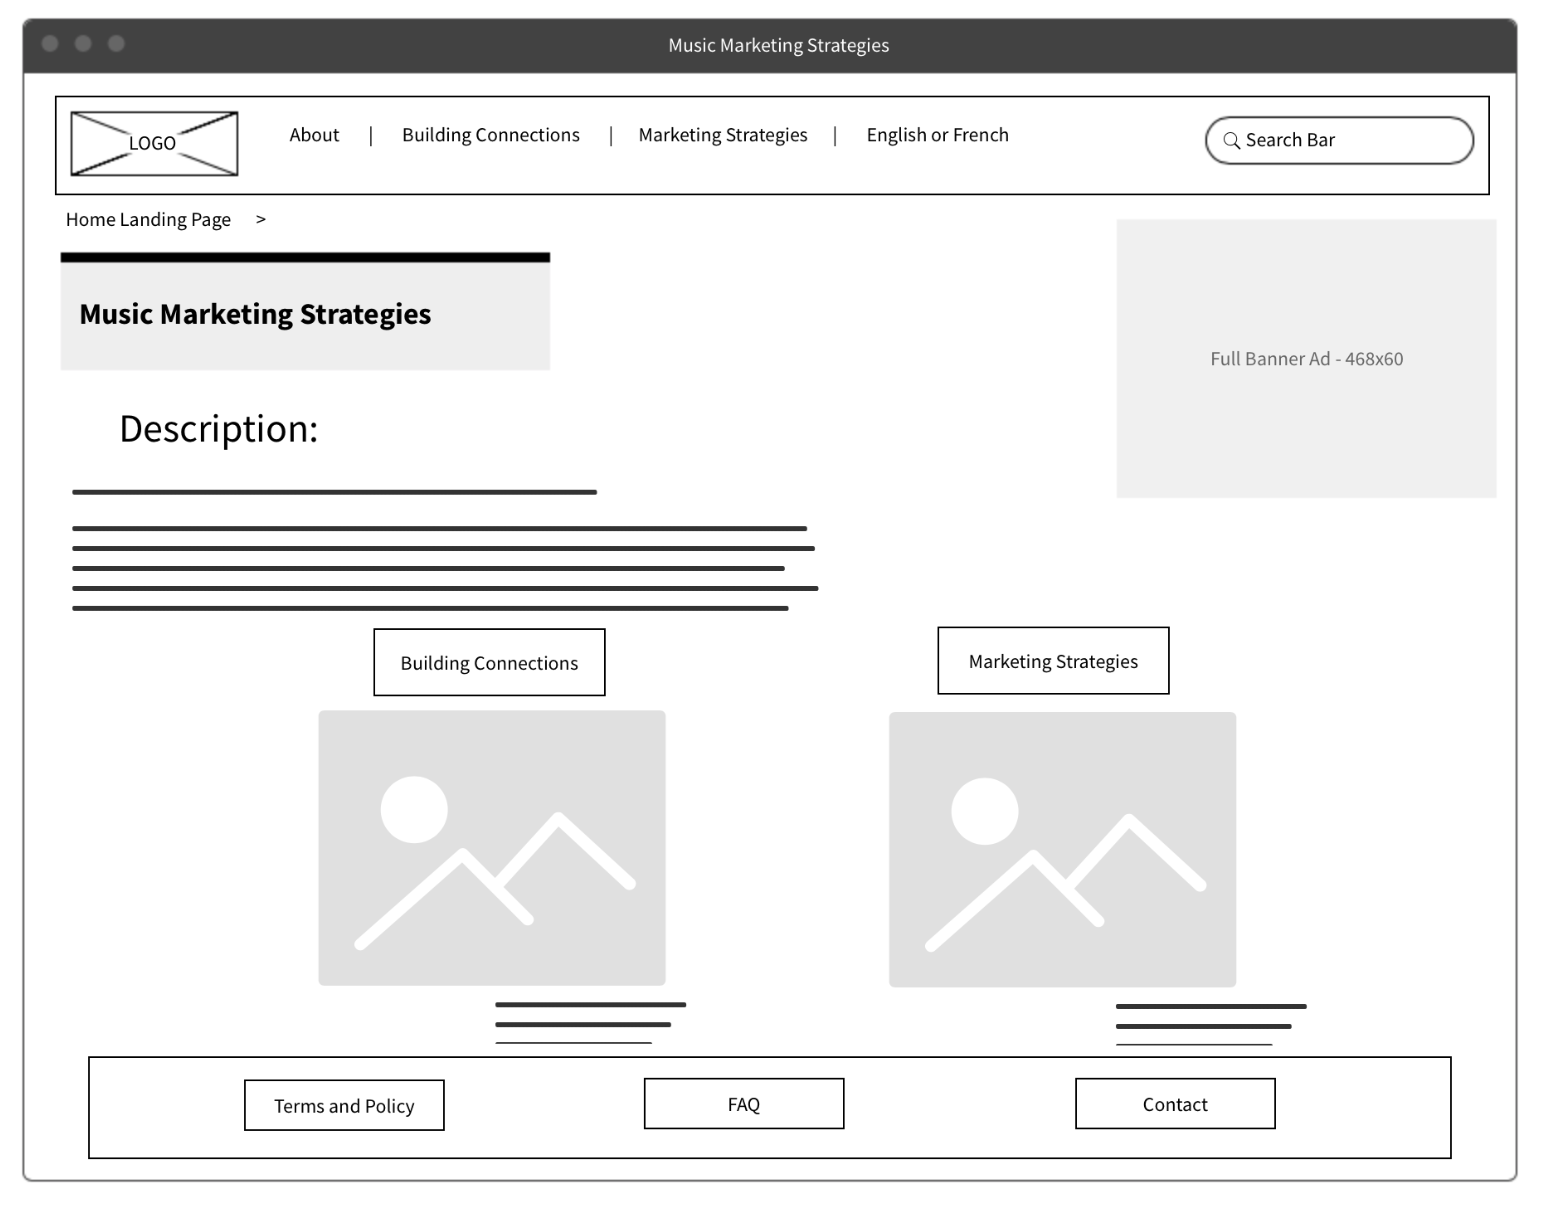 Music Marketing Strategies
LOGO
About | Building Connections | Marketing Strategies | English or French
Search Bar
Home Landing Page >
Music Marketing Strategies
Full Banner Ad - 468x60
Description:
Building Connections
Marketing Strategies
Terms and Policy
FAQ
Contact